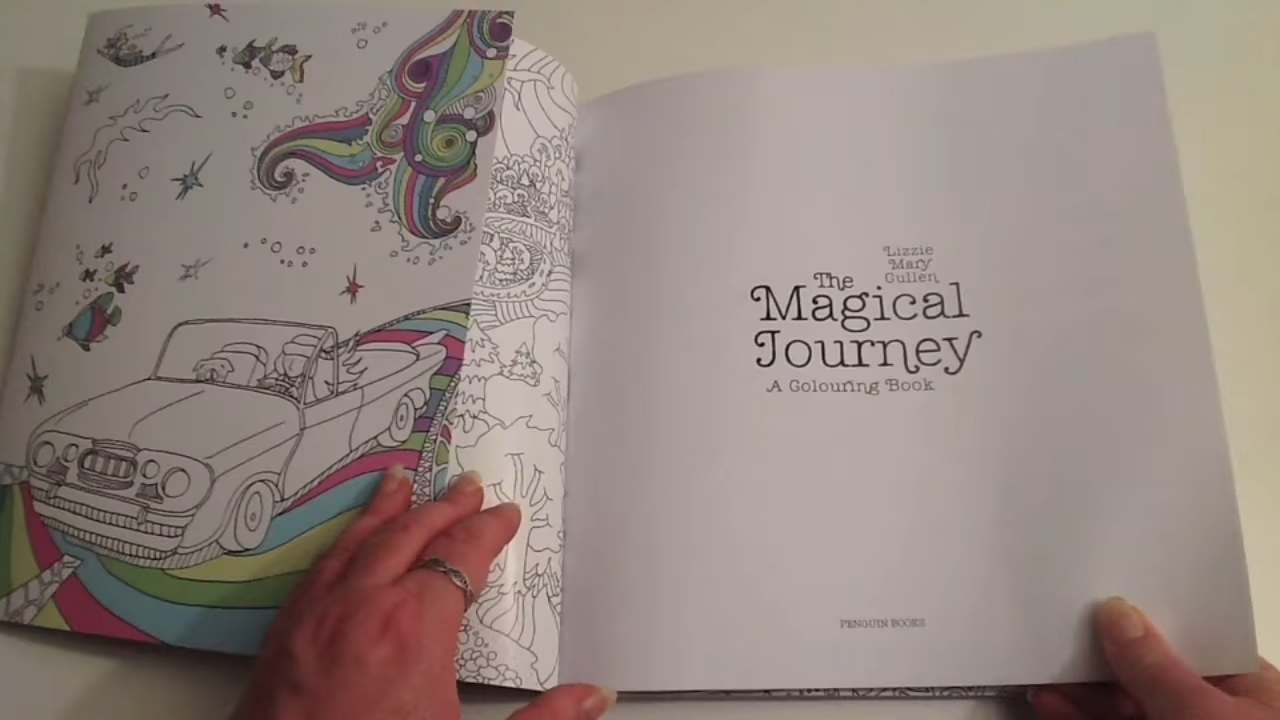 Lizzie
Mary
Cullen
The
Magical
Journey
A Colouring Book
PENGUIN BOOKS